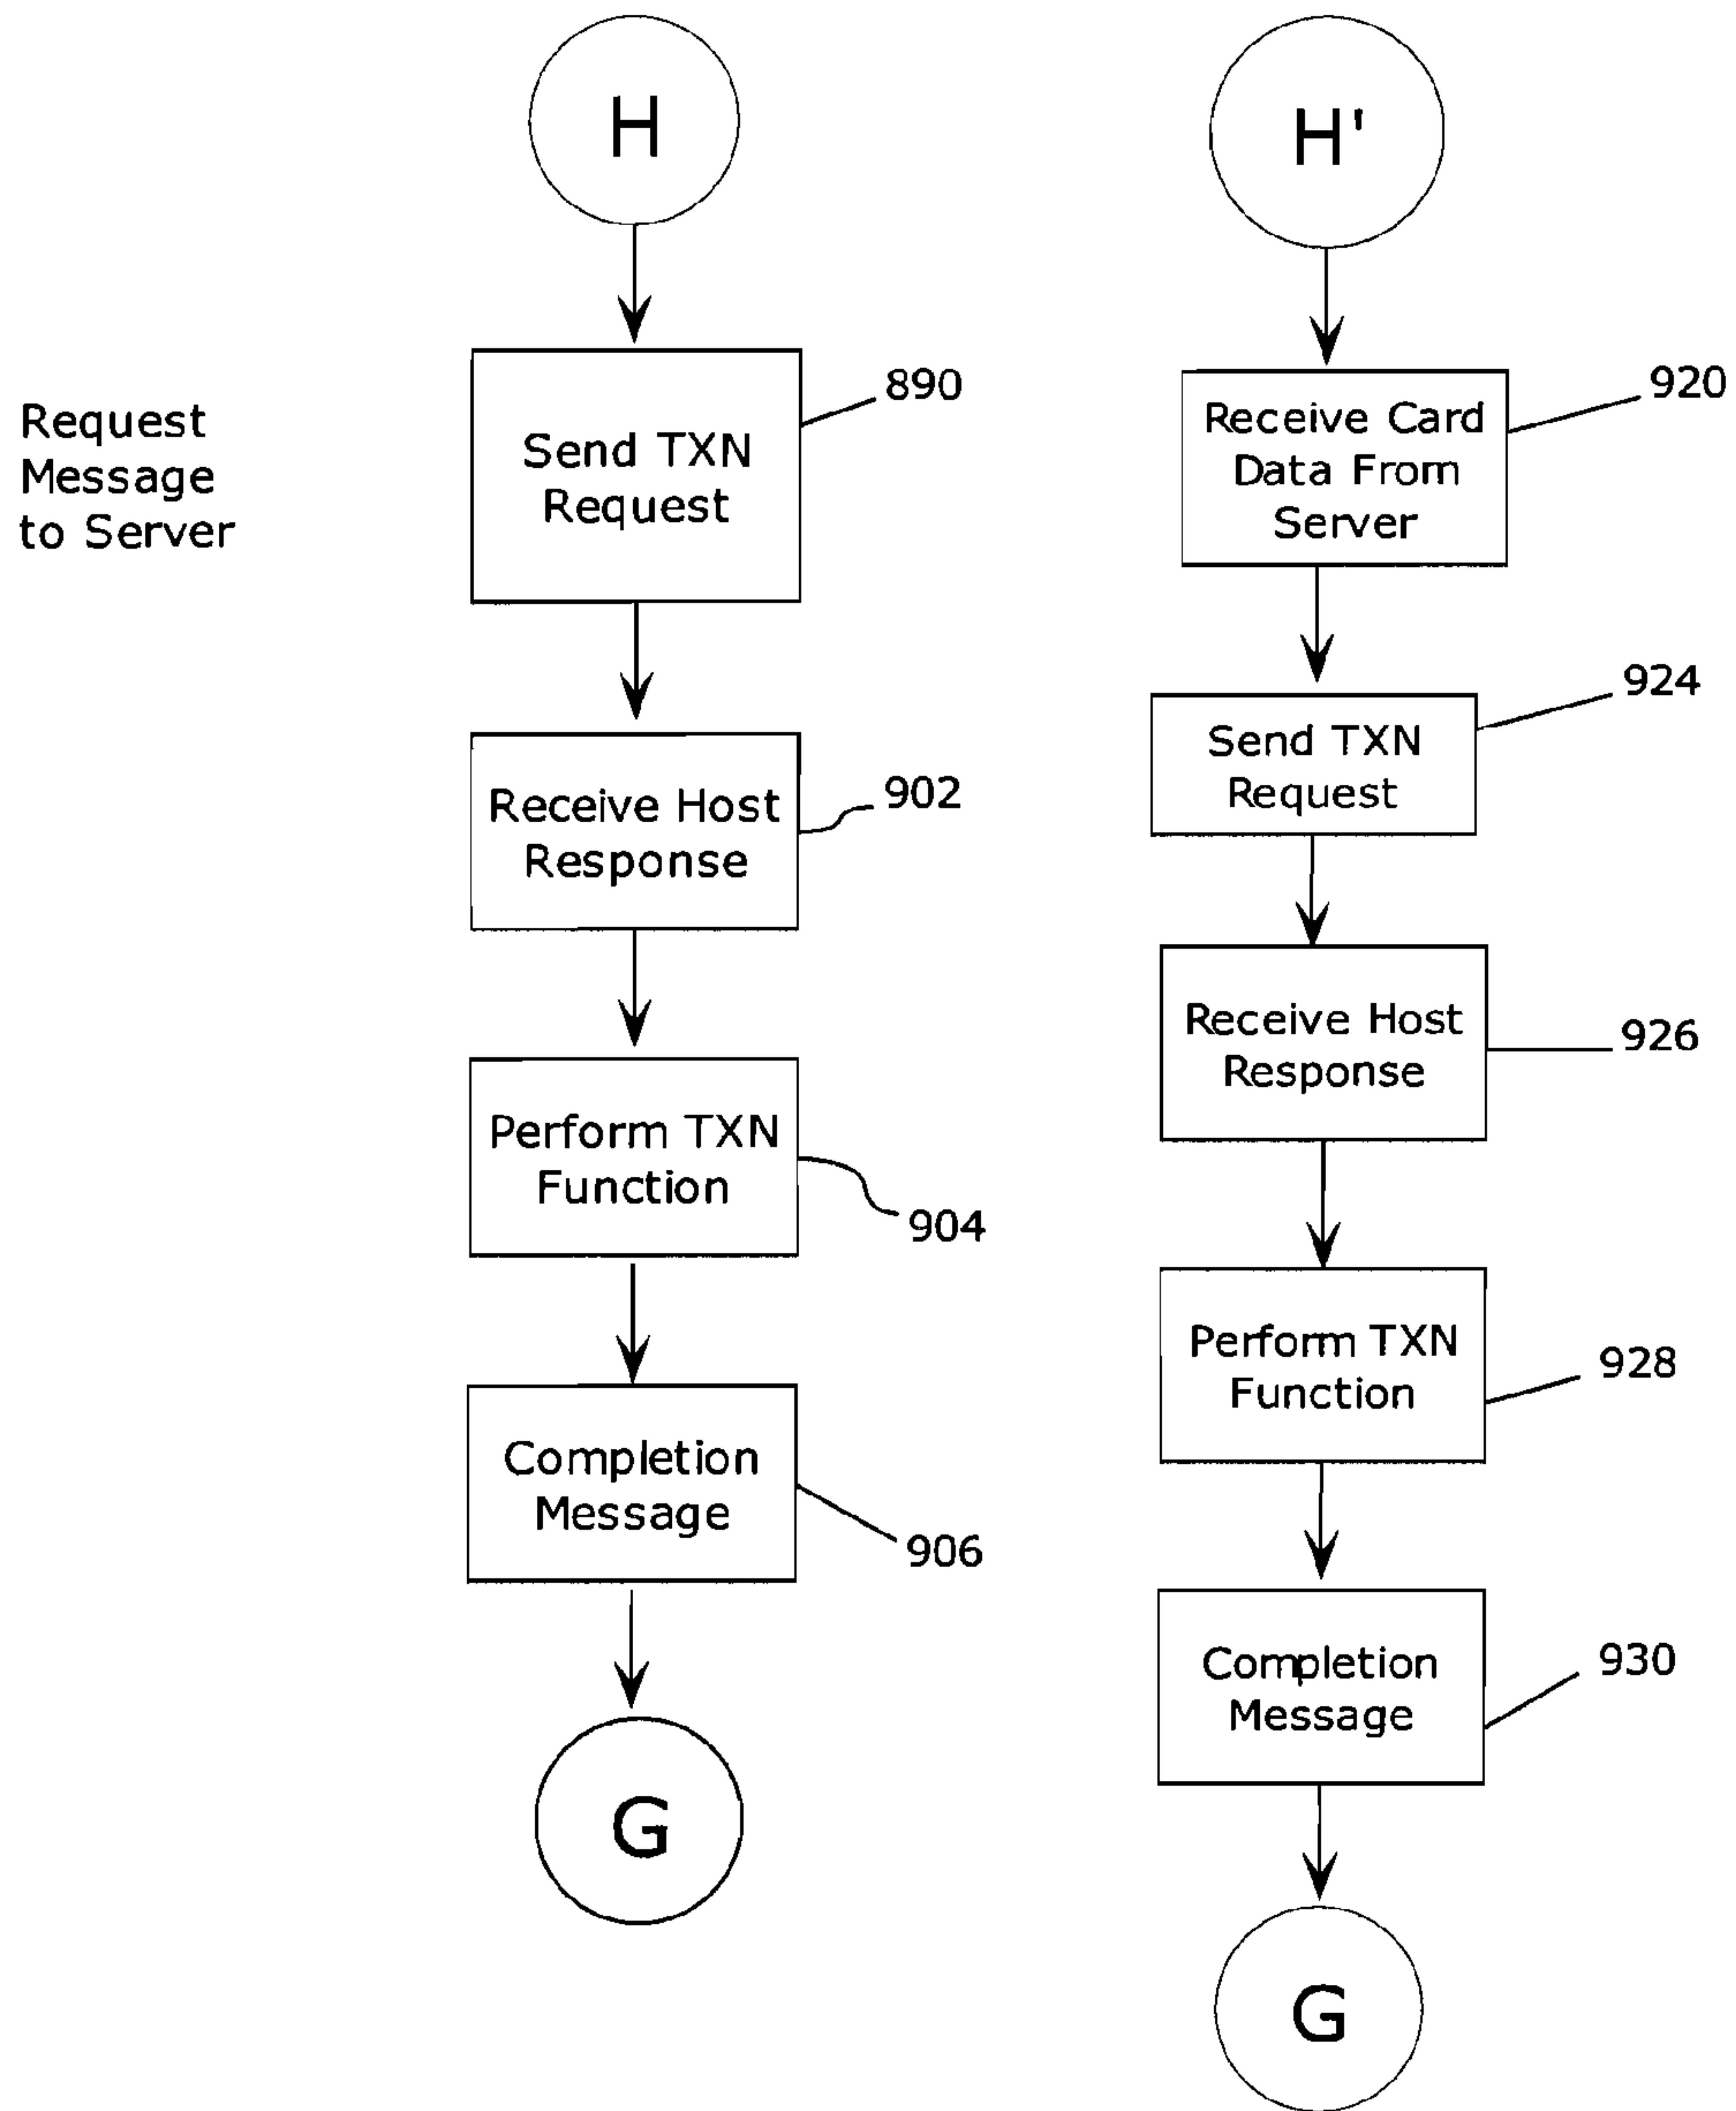 H
Request
Message
to Server
Send TXN
Request
890
Receive Host
Response
902
Perform TXN
Function
904
Completion
Message
906
G
H'
Receive Card
Data From
Server
920
Send TXN
Request
924
Receive Host
Response
926
Perform TXN
Function
928
Completion
Message
930
G